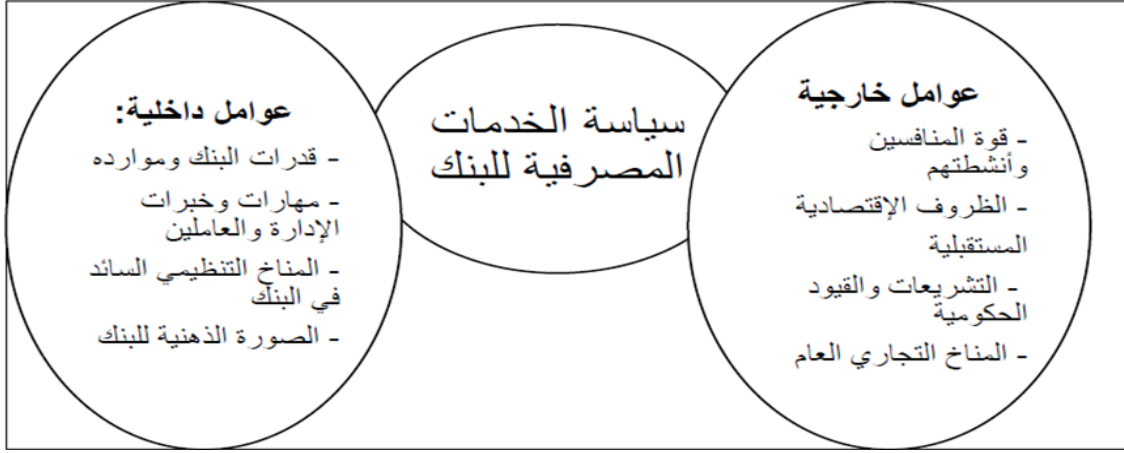 عوامل خارجية
- قوة المنافسين
وأنشطتهم
- الظروف الإقتصادية
المستقبلية
- التشريعات والقيود
الحكومية
- المناخ التجاري العام
سياسة الخدمات
المصرفية للبنك
عوامل داخلية:
- قدرات البنك وموارده
- مهارات وخبرات
الإدارة والعاملين
- المناخ التنظيمي السائد
في البنك
- الصورة الذهنية للبنك